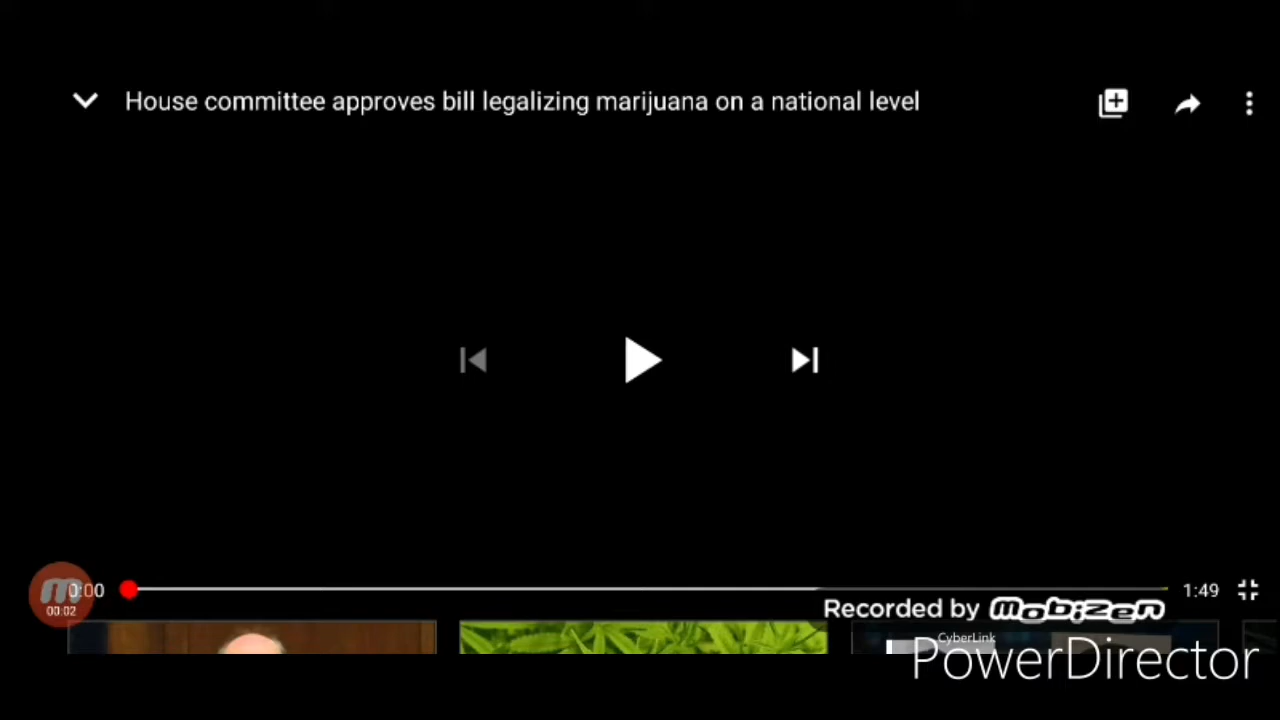 House committee approves bill legalizing marijuana on a national level
0:00
00:02
1:49
Recorded by mobizen
CyberLink
PowerDirector